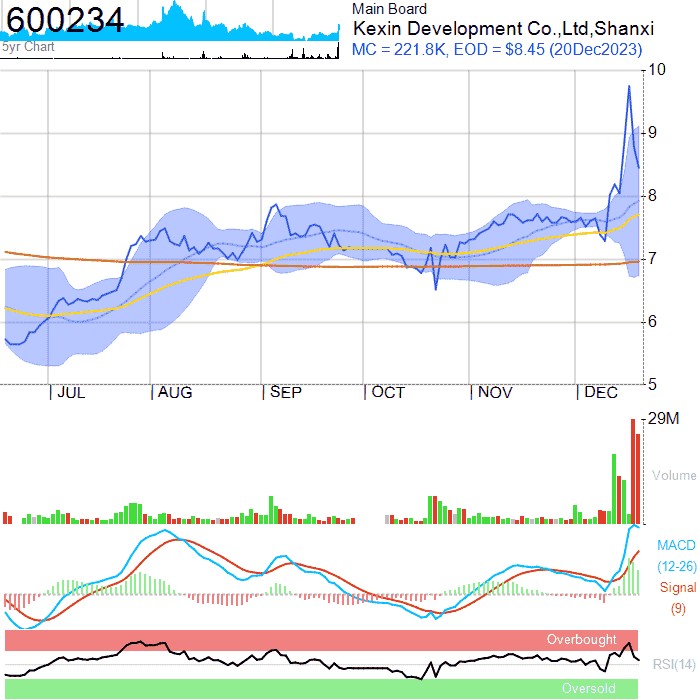 600234
5yr Chart
Main Board
Kexin Development Co.,Ltd,Shanxi
MC = 221.8K, EOD = $8.45 (20Dec2023)
10
9
8
7
6
5
JUL
AUG
SEP
OCT
NOV
DEC
29M
Volume
MACD
(12-26)
Signal
(9)
Overbought
RSI(14)
Oversold